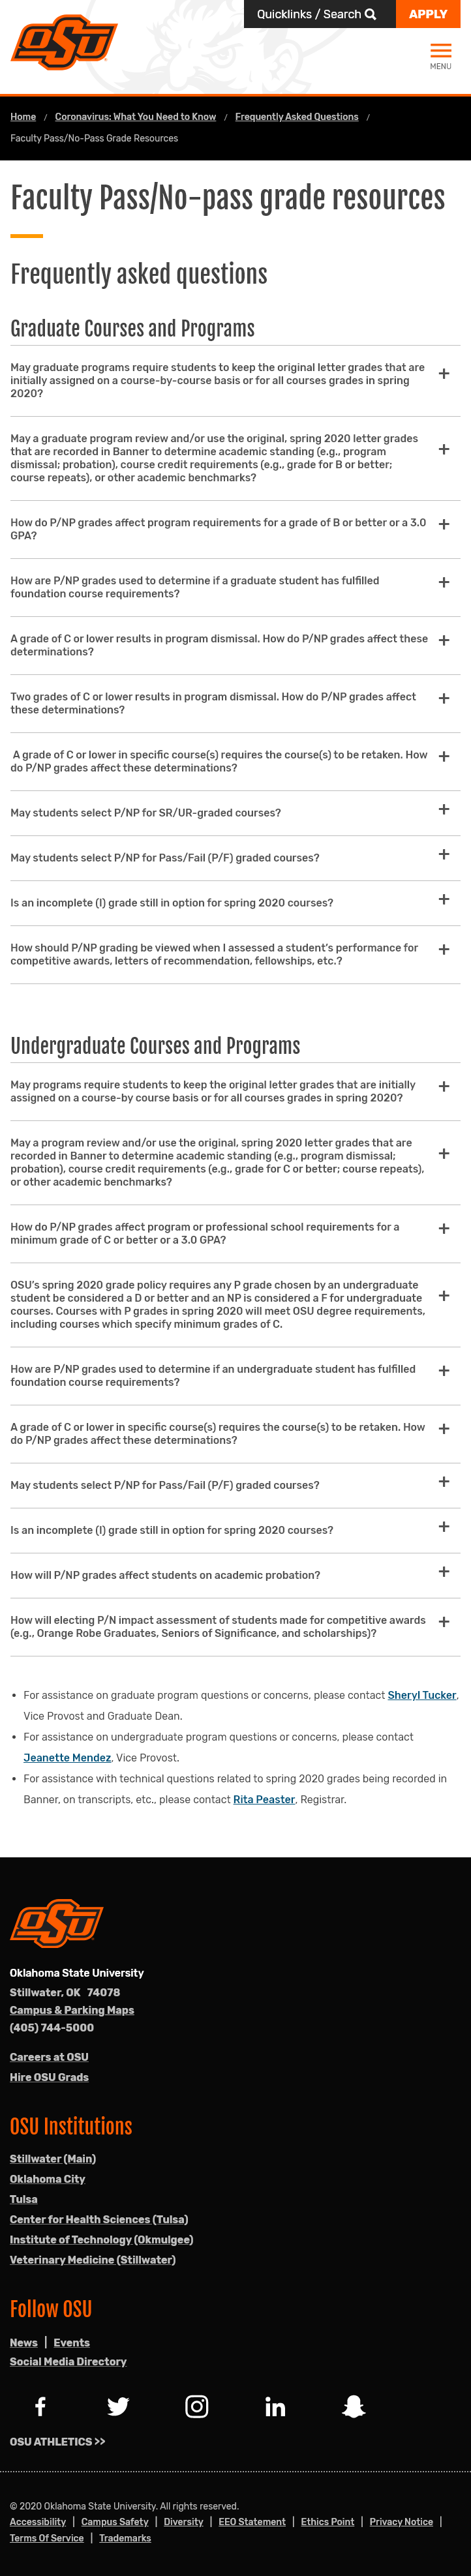 OSU
Quicklinks / Search
APPLY
MENU
Home / Coronavirus: What You Need to Know / Frequently Asked Questions /
Faculty Pass/No-Pass Grade Resources
Faculty Pass/No-pass grade resources
Frequently asked questions
Graduate Courses and Programs
May graduate programs require students to keep the original letter grades that are
initially assigned on a course-by-course basis or for all courses grades in spring
2020?
May a graduate program review and/or use the original, spring 2020 letter grades
that are recorded in Banner to determine academic standing (e.g., program
dismissal; probation), course credit requirements (e.g., grade for B or better;
course repeats), or other academic benchmarks?
How do P/NP grades affect program requirements for a grade of B or better or a 3.0
GPA?
How are P/NP grades used to determine if a graduate student has fulfilled
foundation course requirements?
A grade of C or lower results in program dismissal. How do P/NP grades affect these
determinations?
Two grades of C or lower results in program dismissal. How do P/NP grades affect
these determinations?
A grade of C or lower in specific course(s) requires the course(s) to be retaken. How
do P/NP grades affect these determinations?
May students select P/NP for SR/UR-graded courses?
May students select P/NP for Pass/Fail (P/F) graded courses?
Is an incomplete (I) grade still in option for spring 2020 courses?
How should P/NP grading be viewed when I assessed a student's performance for
competitive awards, letters of recommendation, fellowships, etc.?
Undergraduate Courses and Programs
May programs require students to keep the original letter grades that are initially
assigned on a course-by course basis or for all courses grades in spring 2020?
May a program review and/or use the original, spring 2020 letter grades that are
recorded in Banner to determine academic standing (e.g., program dismissal;
probation), course credit requirements (e.g., grade for C or better; course repeats),
or other academic benchmarks?
How do P/NP grades affect program or professional school requirements for a
minimum grade of C or better or a 3.0 GPA?
OSU's spring 2020 grade policy requires any P grade chosen by an undergraduate
student be considered a D or better and an NP is considered a F for undergraduate
courses. Courses with P grades in spring 2020 will meet OSU degree requirements,
including courses which specify minimum grades of C.
How are P/NP grades used to determine if an undergraduate student has fulfilled
foundation course requirements?
A grade of C or lower in specific course(s) requires the course(s) to be retaken. How
do P/NP grades affect these determinations?
May students select P/NP for Pass/Fail (P/F) graded courses?
Is an incomplete (I) grade still in option for spring 2020 courses?
How will P/NP grades affect students on academic probation?
How will electing P/N impact assessment of students made for competitive awards
(e.g., Orange Robe Graduates, Seniors of Significance, and scholarships)?
• For assistance on graduate program questions or concerns, please contact Sheryl Tucker,
Vice Provost and Graduate Dean.
• For assistance on undergraduate program questions or concerns, please contact
Jeanette Mendez, Vice Provost.
• For assistance with technical questions related to spring 2020 grades being recorded in
Banner, on transcripts, etc., please contact Rita Peaster, Registrar.
OSU
Oklahoma State University
Stillwater, OK 74078
Campus & Parking Maps
(405) 744-5000
Careers at OSU
Hire OSU Grads
OSU Institutions
Stillwater (Main)
Oklahoma City
Tulsa
Center for Health Sciences (Tulsa)
Institute of Technology (Okmulgee)
Veterinary Medicine (Stillwater)
Follow OSU
News | Events
Social Media Directory
OSU ATHLETICS >>
© 2020 Oklahoma State University. All rights reserved.
Accessibility | Campus Safety | Diversity | EEO Statement | Ethics Point | Privacy Notice |
Terms Of Service | Trademarks